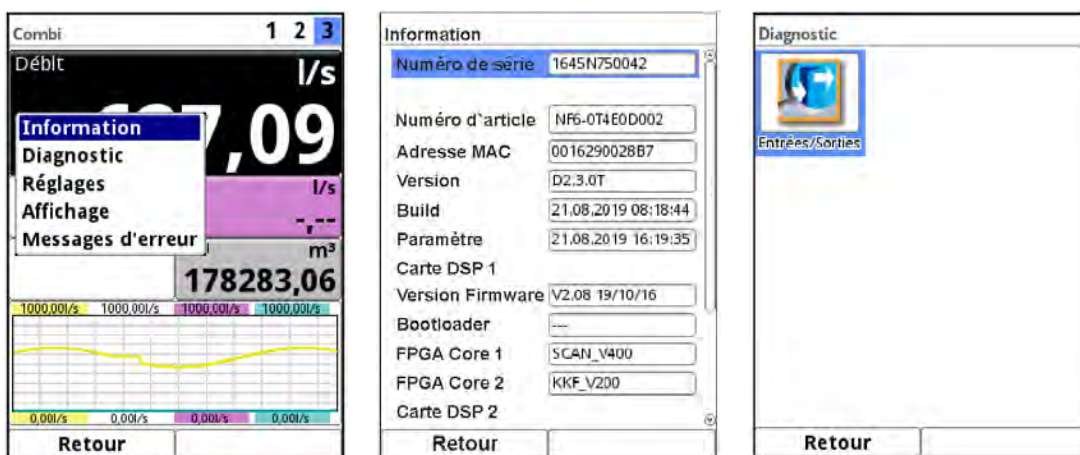 Combi 1 2 3
Débit
l/s
7,09
Information
Diagnostic
Réglages
Affichage
Messages d'erreur
l/s
-,--
m³
178283,06
1000,00l/s 1000,00l/s 1000,00l/s 1000,00l/s
0,00l/s 0,00l/s 0,00l/s 0,00l/s
Retour
Information
Numéro de série 1645N750042
Numéro d`article NF6-0T4E0D002
Adresse MAC 0016290028B7
Version D2.3.0T
Build 21.08.2019 08:18:44
Paramètre 21.08.2019 16:19:35
Carte DSP 1
Version Firmware V2.08 19/10/16
Bootloader ---
FPGA Core 1 SCAN_V400
FPGA Core 2 KKF_V200
Carte DSP 2
Retour
Diagnostic
Entrées/Sorties
Retour